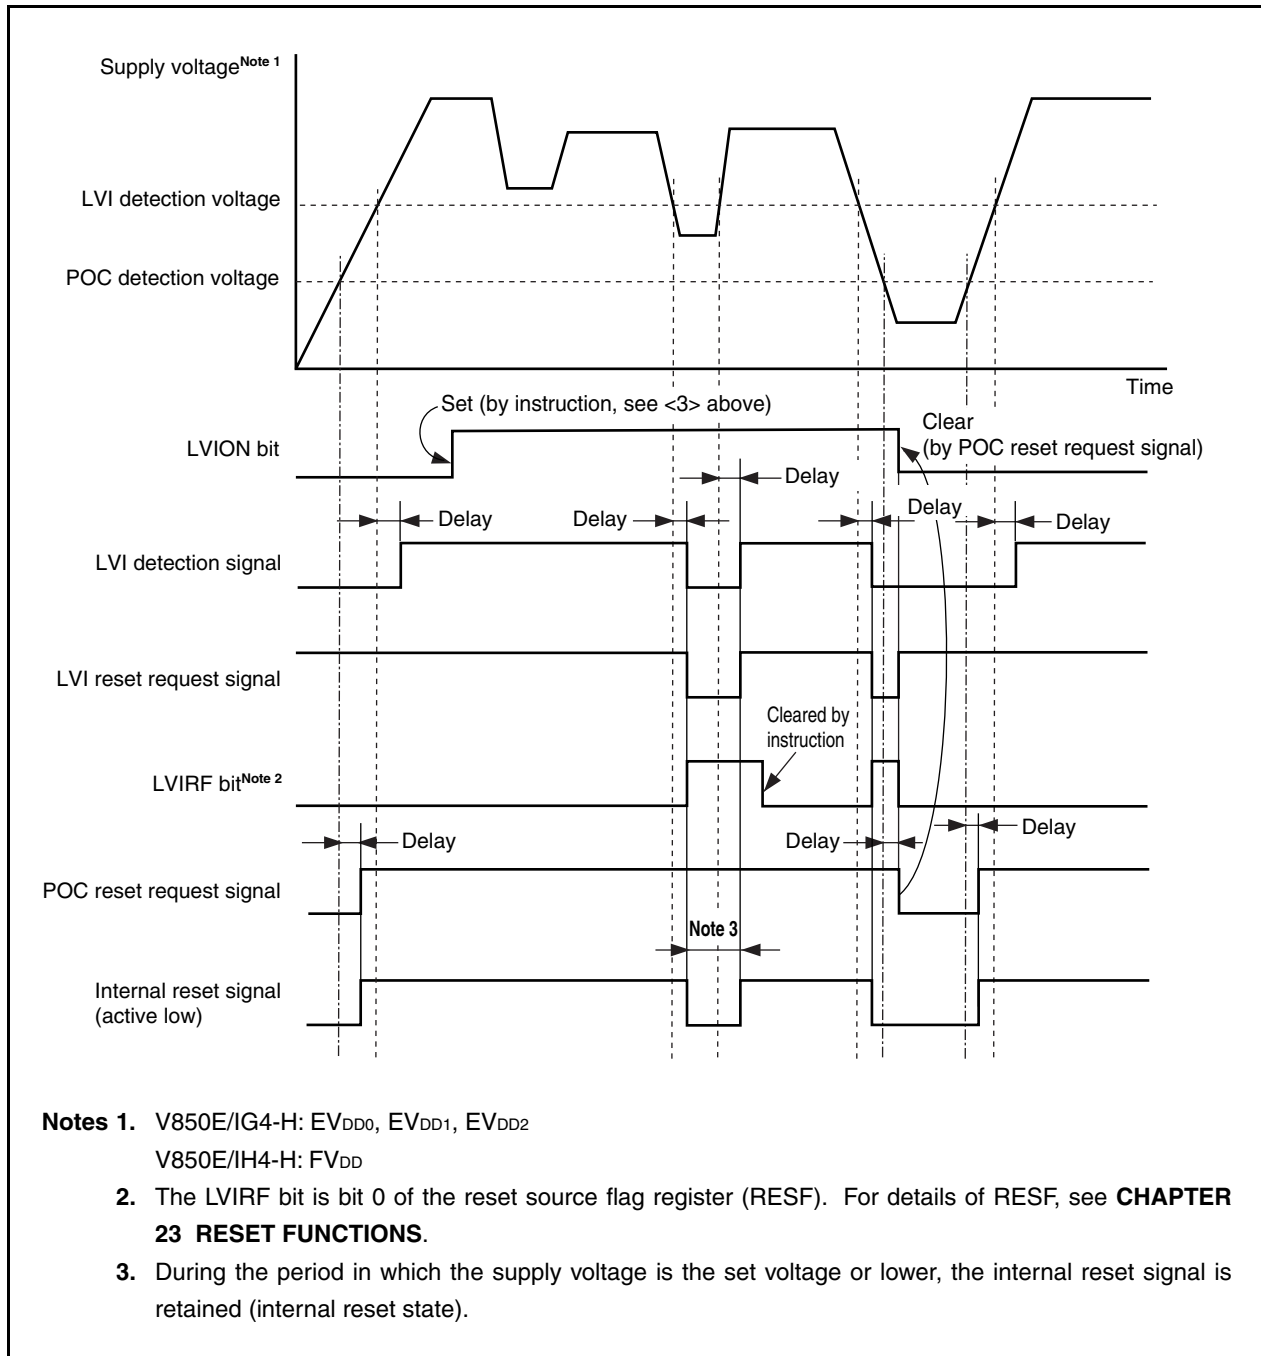 Supply voltageNote 1
LVI detection voltage
POC detection voltage
Time
Set (by instruction, see <3> above)
Clear
(by POC reset request signal)
LVION bit
Delay
Delay
Delay
Delay
Delay
LVI detection signal
LVI reset request signal
Cleared by
instruction
LVIRF bitNote 2
Delay
Delay
Delay
POC reset request signal
Note 3
Internal reset signal
(active low)
Notes 1. V850E/IG4-H: EVDD0, EVDD1, EVDD2
V850E/IH4-H: FVDD
2. The LVIRF bit is bit 0 of the reset source flag register (RESF). For details of RESF, see CHAPTER
23 RESET FUNCTIONS.
3. During the period in which the supply voltage is the set voltage or lower, the internal reset signal is
retained (internal reset state).